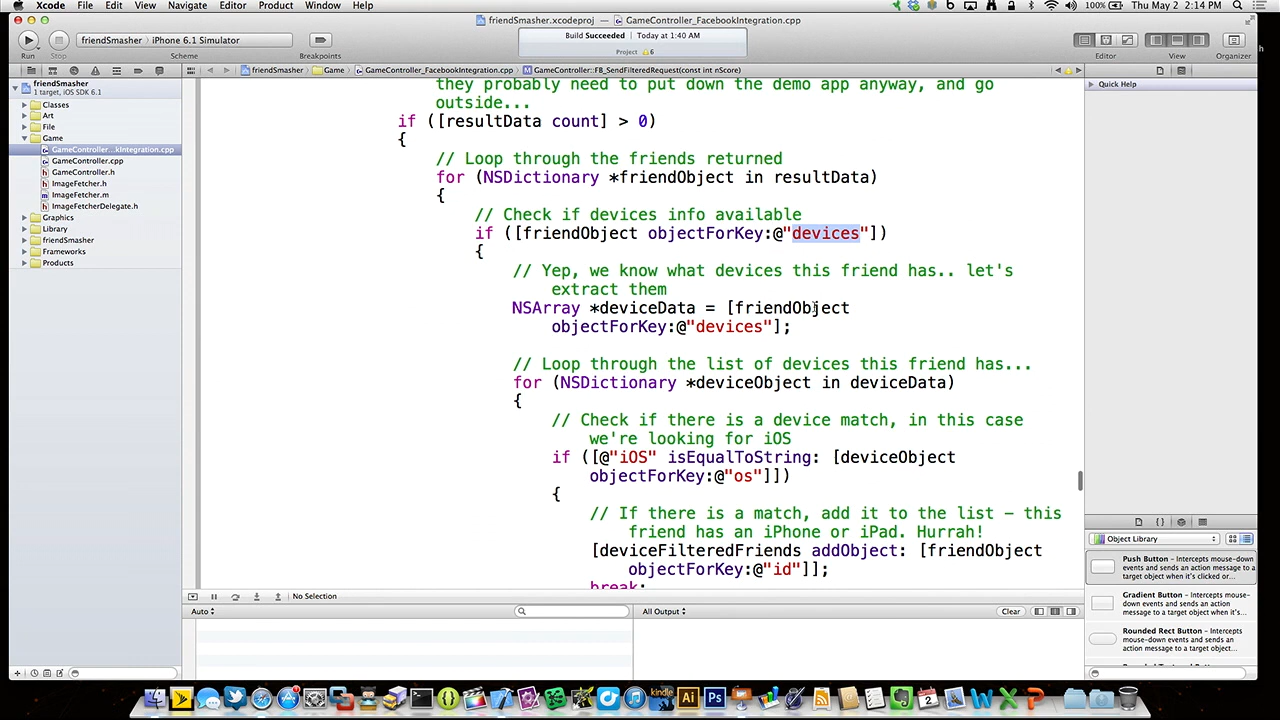 Xcode File Edit View Navigate Editor Product Window Help 100% Thu May 2 2:14 PM
friendSmasher.xcodeproj — GameController_FacebookIntegration.cpp
friendSmasher iPhone 6.1 Simulator
Build Succeeded Today at 1:40 AM
Project 6
Run Stop Scheme Breakpoints Editor View Organizer
friendSmasher Game GameController_FacebookIntegration.cpp GameController::FB_SendFilteredRequest(const int nScore)
friendSmasher
1 target, iOS SDK 6.1
Classes
Art
File
Game
GameController...kIntegration.cpp
GameController.cpp
GameController.h
ImageFetcher.h
ImageFetcher.m
ImageFetcherDelegate.h
Graphics
Library
friendSmasher
Frameworks
Products
they probably need to put down the demo app anyway, and go
outside...
if ([resultData count] > 0)
{
// Loop through the friends returned
for (NSDictionary *friendObject in resultData)
{
// Check if devices info available
if ([friendObject objectForKey:@"devices"])
{
// Yep, we know what devices this friend has.. let's
extract them
NSArray *deviceData = [friendObject
objectForKey:@"devices"];
// Loop through the list of devices this friend has...
for (NSDictionary *deviceObject in deviceData)
{
// Check if there is a device match, in this case
we're looking for iOS
if ([@"iOS" isEqualToString: [deviceObject
objectForKey:@"os"]])
{
// If there is a match, add it to the list - this
friend has an iPhone or iPad. Hurrah!
[deviceFilteredFriends addObject: [friendObject
objectForKey:@"id"]];
break;
No Selection
Auto
All Output
Clear
Quick Help
Object Library
Push Button - Intercepts mouse-down
events and sends an action message to a
target object when it's clicked or...
Gradient Button - Intercepts mouse-
down events and sends an action
message to a target object when it's...
Rounded Rect Button - Intercepts
mouse-down events and sends an
action message to a target object...